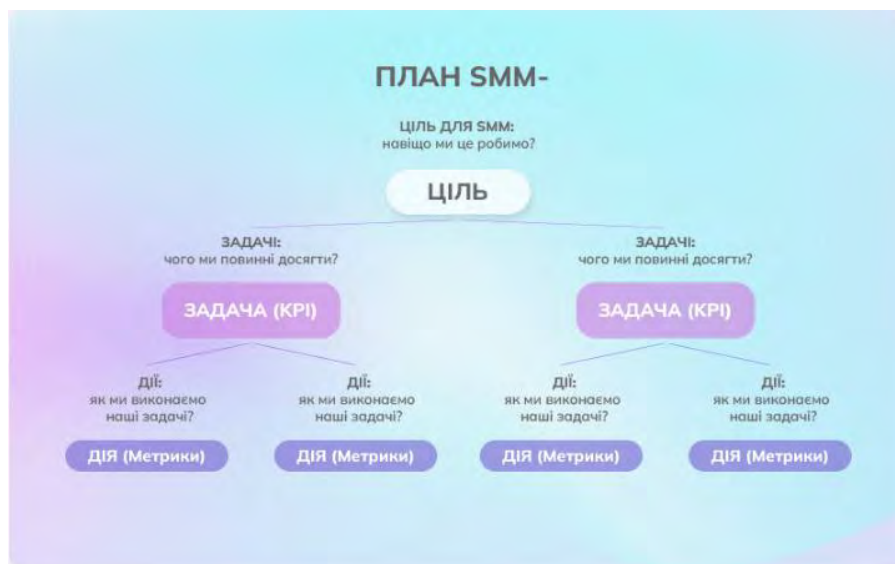 ПЛАН SMM-
ЦІЛЬ ДЛЯ SMM:
навіщо ми це робимо?
ЦІЛЬ
ЗАДАЧІ:
чого ми повинні досягти?
ЗАДАЧІ:
чого ми повинні досягти?
ЗАДАЧА (KPI)
ЗАДАЧА (KPI)
ДІЇ:
як ми виконаємо
наші задачі?
ДІЇ:
як ми виконаємо
наші задачі?
ДІЇ:
як ми виконаємо
наші задачі?
ДІЇ:
як ми виконаємо
наші задачі?
ДІЯ (Метрики)
ДІЯ (Метрики)
ДІЯ (Метрики)
ДІЯ (Метрики)